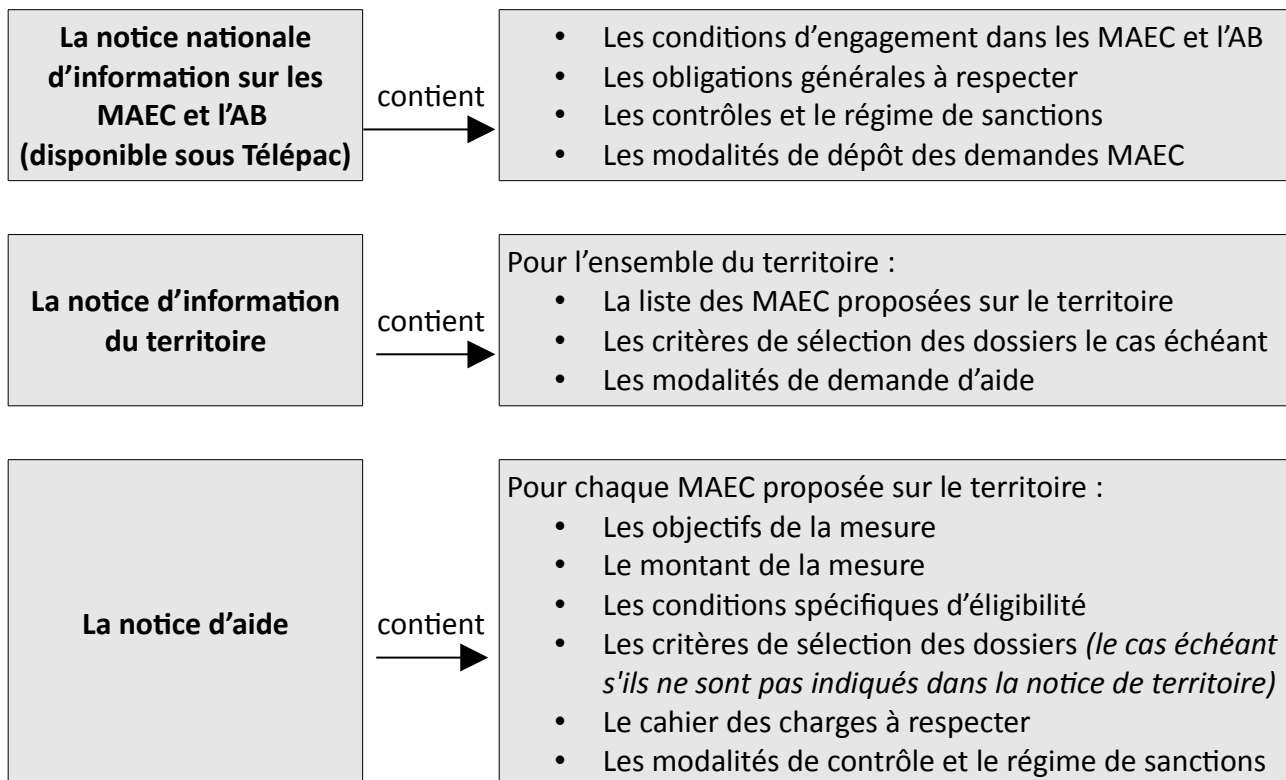 La notice nationale
d’information sur les
MAEC et l’AB
(disponible sous Télépac)
contient
• Les conditions d’engagement dans les MAEC et l’AB
• Les obligations générales à respecter
• Les contrôles et le régime de sanctions
• Les modalités de dépôt des demandes MAEC
La notice d’information
du territoire
contient
Pour l’ensemble du territoire :
• La liste des MAEC proposées sur le territoire
• Les critères de sélection des dossiers le cas échéant
• Les modalités de demande d’aide
La notice d’aide
contient
Pour chaque MAEC proposée sur le territoire :
• Les objectifs de la mesure
• Le montant de la mesure
• Les conditions spécifiques d’éligibilité
• Les critères de sélection des dossiers (le cas échéant
s'ils ne sont pas indiqués dans la notice de territoire)
• Le cahier des charges à respecter
• Les modalités de contrôle et le régime de sanctions